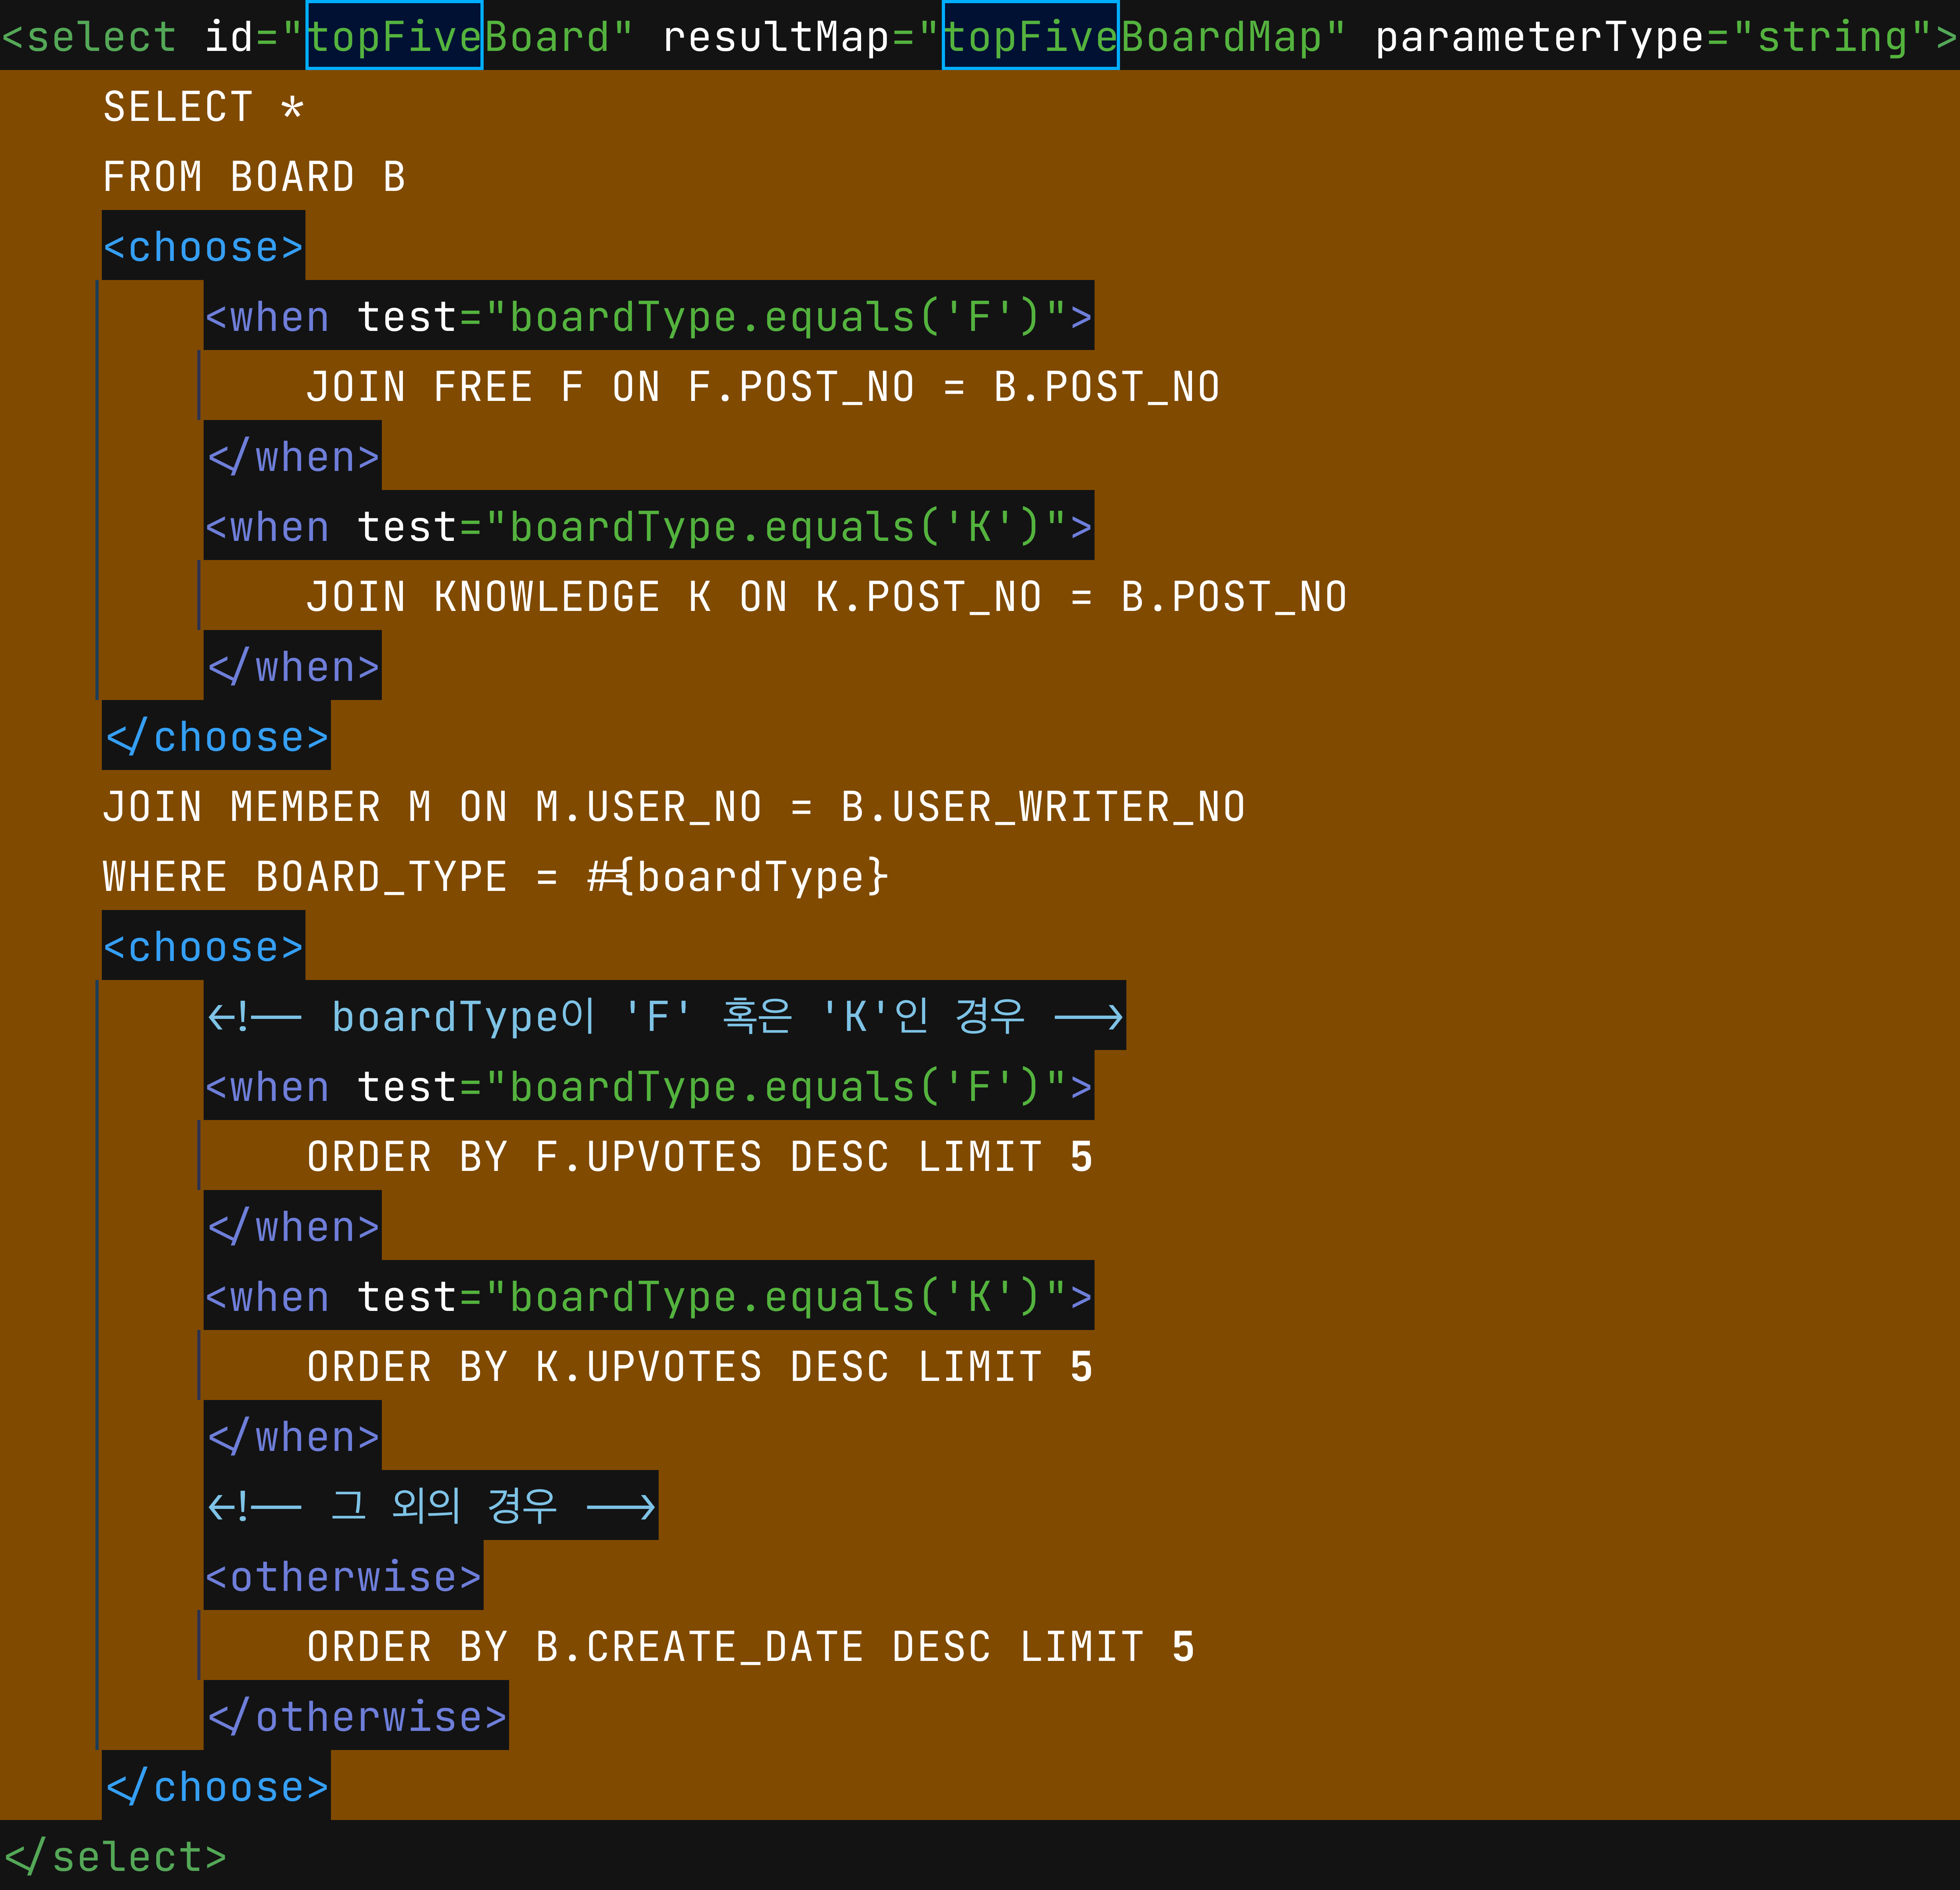 <select id="topFiveBoard" resultMap="topFiveBoardMap" parameterType="string">
SELECT *
FROM BOARD B
<choose>
<when test="boardType.equals('F')">
JOIN FREE F ON F.POST_NO = B.POST_NO
</when>
<when test="boardType.equals('K')">
JOIN KNOWLEDGE K ON K.POST_NO = B.POST_NO
</when>
</choose>
JOIN MEMBER M ON M.USER_NO = B.USER_WRITER_NO
WHERE BOARD_TYPE = #{boardType}
<choose>
<!-- boardType이 'F' 혹은 'K'인 경우 -->
<when test="boardType.equals('F')">
ORDER BY F.UPVOTES DESC LIMIT 5
</when>
<when test="boardType.equals('K')">
ORDER BY K.UPVOTES DESC LIMIT 5
</when>
<!-- 그 외의 경우 -->
<otherwise>
ORDER BY B.CREATE_DATE DESC LIMIT 5
</otherwise>
</choose>
</select>